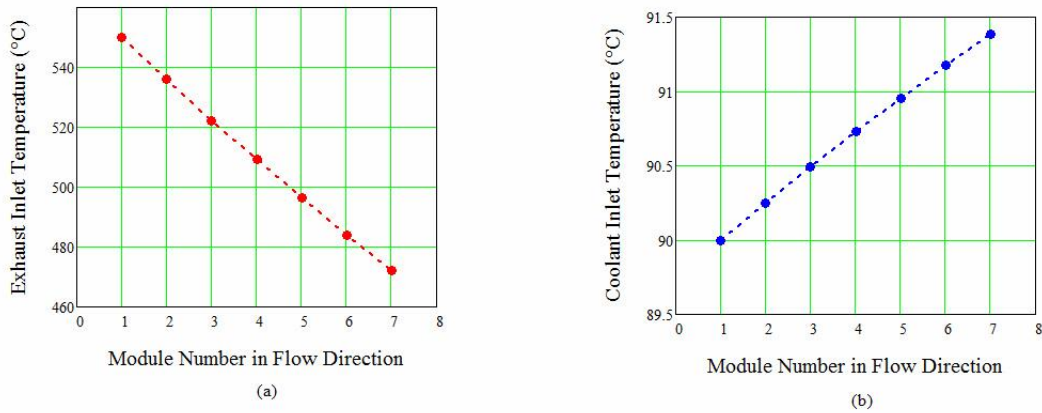 Exhaust Inlet Temperature (°C)
540
520
500
480
460
0 1 2 3 4 5 6 7 8
Module Number in Flow Direction
(a)
Coolant Inlet Temperature (°C)
91.5
91
90.5
90
89.5
0 1 2 3 4 5 6 7 8
Module Number in Flow Direction
(b)